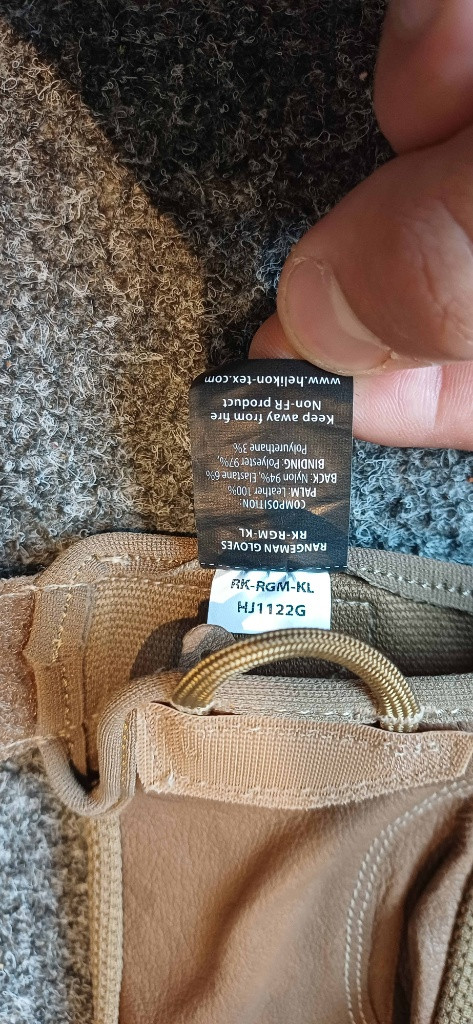 RANGEMAN GLOVES
RK-RGM-KL
COMPOSITION:
PALM: Leather 100%
BACK: Nylon 94%, Elastane 6%
BINDING: Polyester 97%,
Polyurethane 3%
Keep away from fire
Non-FR product
www.helikon-tex.com
RK-RGM-KL
HJ1122G